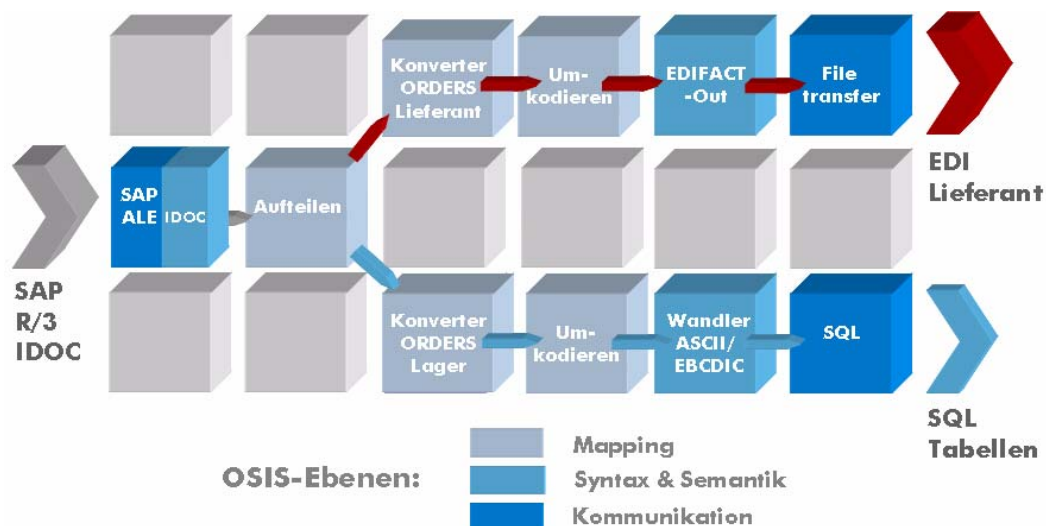 Konverter
ORDERS
Lieferant
Um-
kodieren
EDIFACT
-Out
File
transfer
EDI
Lieferant
SAP
ALE
IDOC
Aufteilen
SAP
R/3
IDOC
Konverter
ORDERS
Lager
Um-
kodieren
Wandler
ASCII/
EBCDIC
SQL
SQL
Tabellen
OSIS-Ebenen:
Mapping
Syntax & Semantik
Kommunikation